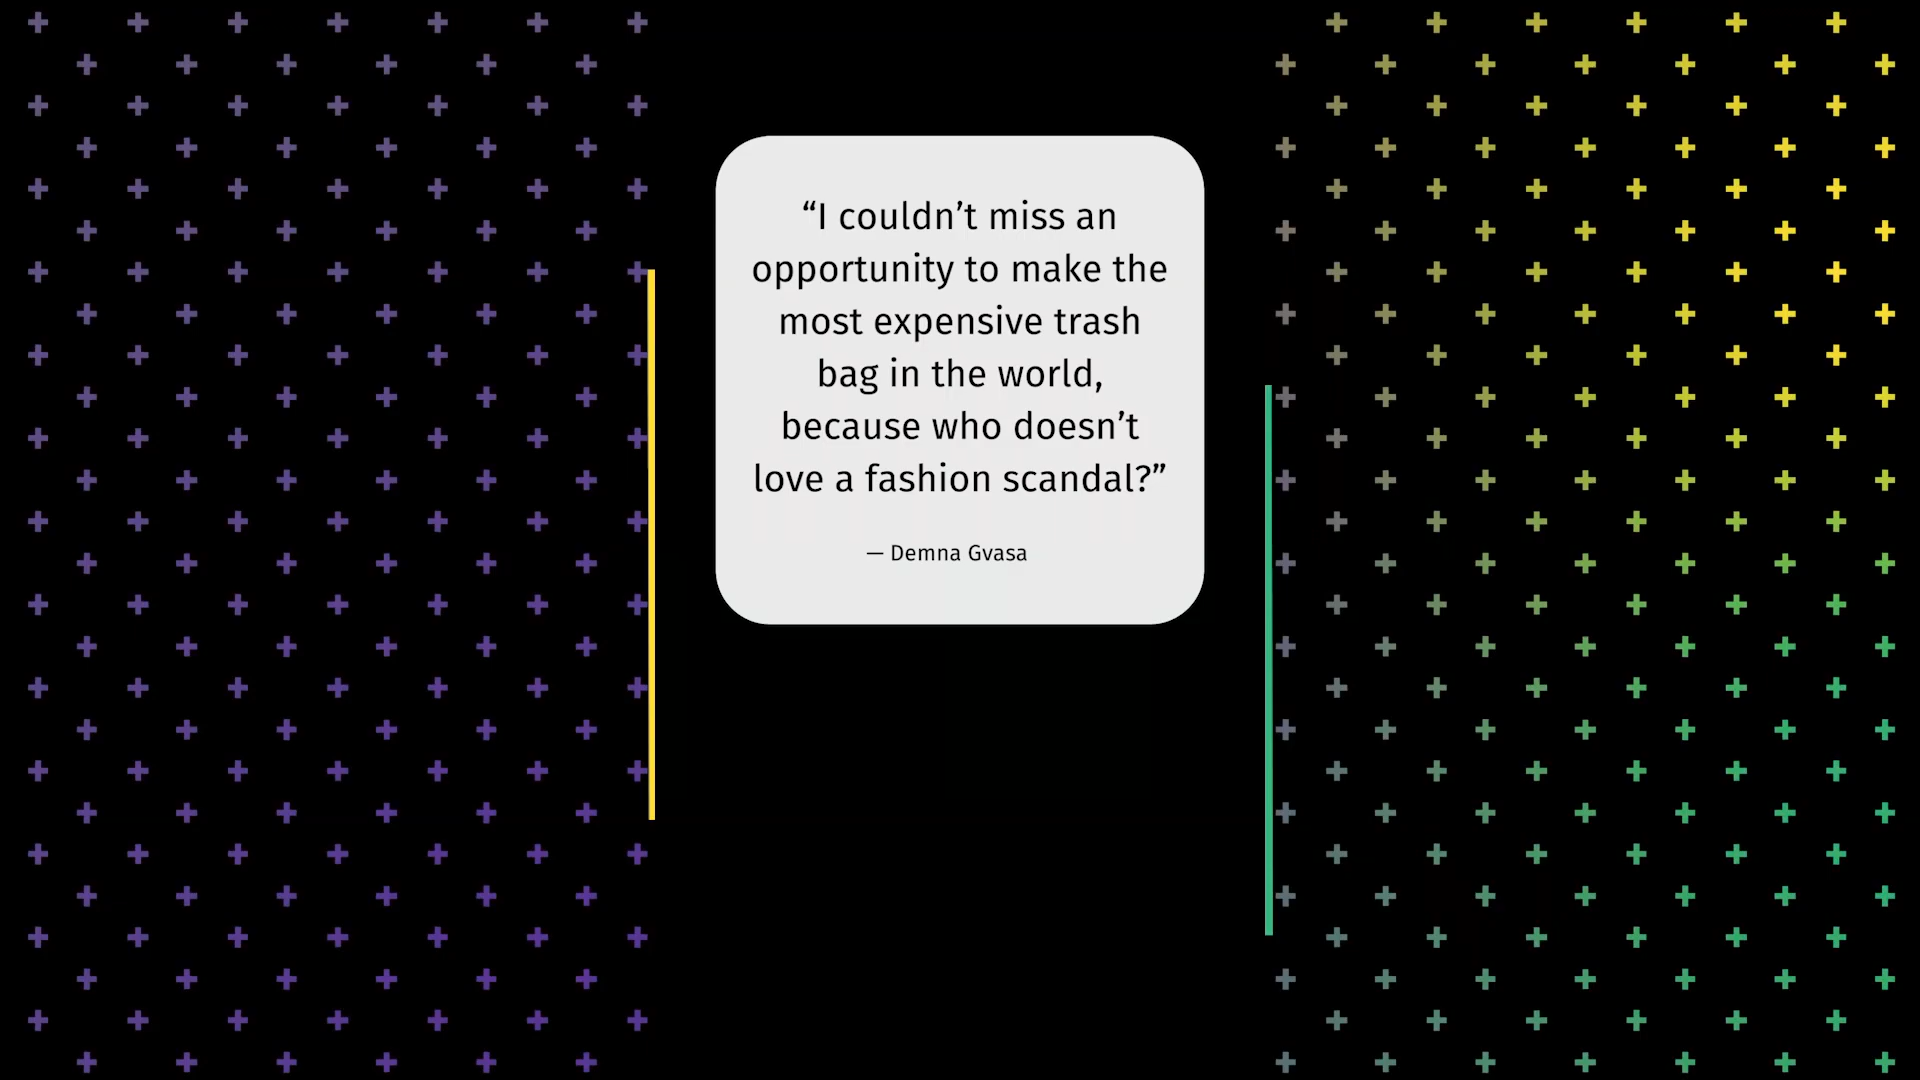 “I couldn’t miss an
opportunity to make the
most expensive trash
bag in the world,
because who doesn’t
love a fashion scandal?”
— Demna Gvasa